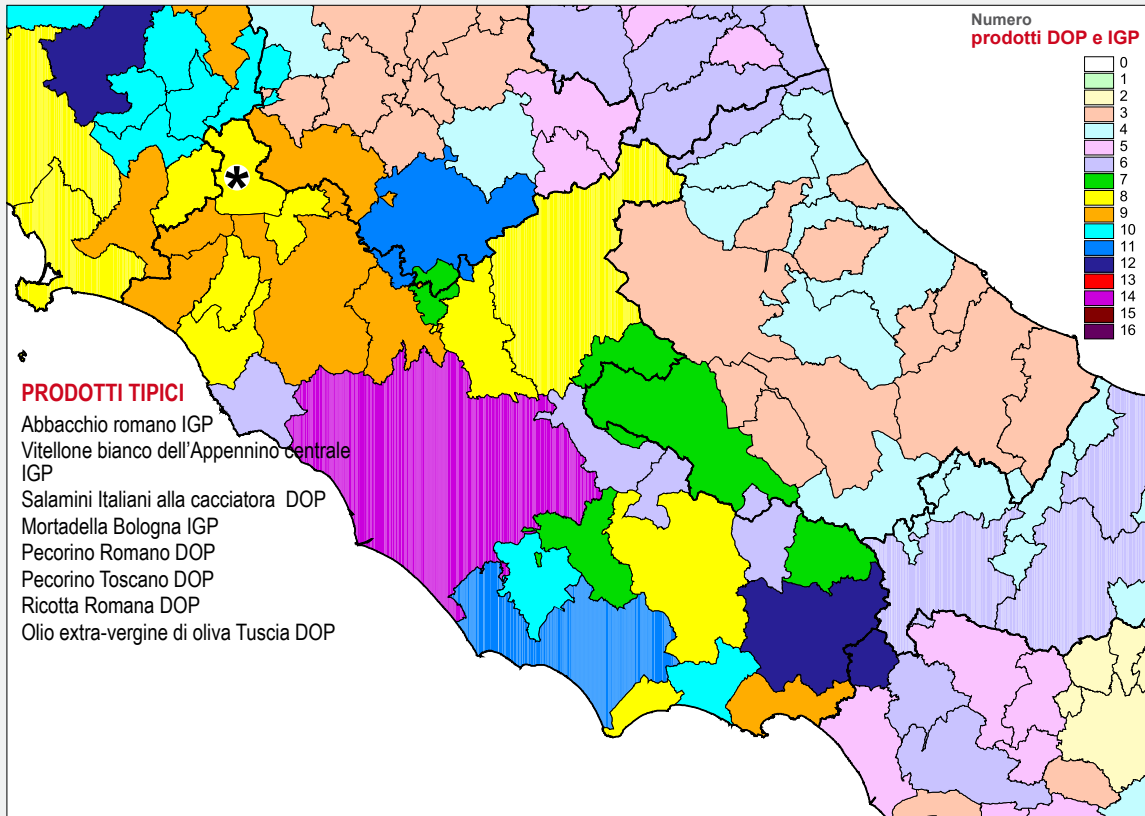 Numero
prodotti DOP e IGP
0
1
2
3
4
5
6
7
8
9
10
11
12
13
14
15
16
*
PRODOTTI TIPICI
Abbacchio romano IGP
Vitellone bianco dell'Appennino centrale
IGP
Salamini Italiani alla cacciatora DOP
Mortadella Bologna IGP
Pecorino Romano DOP
Pecorino Toscano DOP
Ricotta Romana DOP
Olio extra-vergine di oliva Tuscia DOP